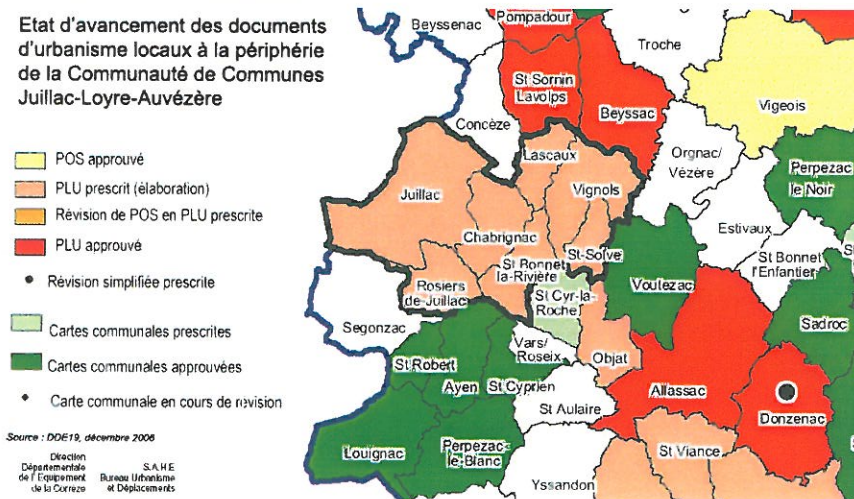 Etat d'avancement des documents
d'urbanisme locaux à la périphérie
de la Communauté de Communes
Juillac-Loyre-Auvézère
POS approuvé
PLU prescrit (élaboration)
Révision de POS en PLU prescrite
PLU approuvé
Révision simplifiée prescrite
Cartes communales prescrites
Cartes communales approuvées
Carte communale en cours de revision
Source : DDE19, décembre 2006
Direction
Départementale
de l'Equipement
de la Correze
S.A.H.E
Bureau Urbanisme
et Déplacements
Beyssenac
Pompadour
Troche
St Sornin
Lavolps
Beyssac
Vigeois
Concèze
Lascaux
Orgnac/
Vézère
Perpezac
le Noir
Juillac
Vignols
Chabrignac
Estivaux
St-Solve
St Bonnet
la-Rivière
St Bonnet
l'Enfantier
Rosiers
de-Juillac
St Cyr-la-
Roche
Voutezac
Segonzac
Sadroc
Vars/
Roseix
Objat
St Robert
Ayen
St Cyprien
Allassac
Donzenac
St Aulaire
Louignac
Perpezac-
le-Blanc
St Viance
Yssandon